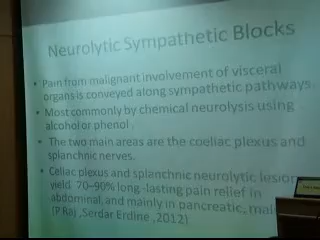 Neurolytic Sympathetic Blocks
• Pain from malignant involvement of visceral
organs is conveyed along sympathetic pathways.
• Most commonly by chemical neurolysis using
alcohol or phenol .
• The two main areas are the coeliac plexus and
splanchnic nerves.
• Celiac plexus and splanchnic neurolytic lesion
yield 70–90% long-lasting pain relief in
abdominal, and mainly in pancreatic,
(P Raj ,Serdar Erdine ,2012)